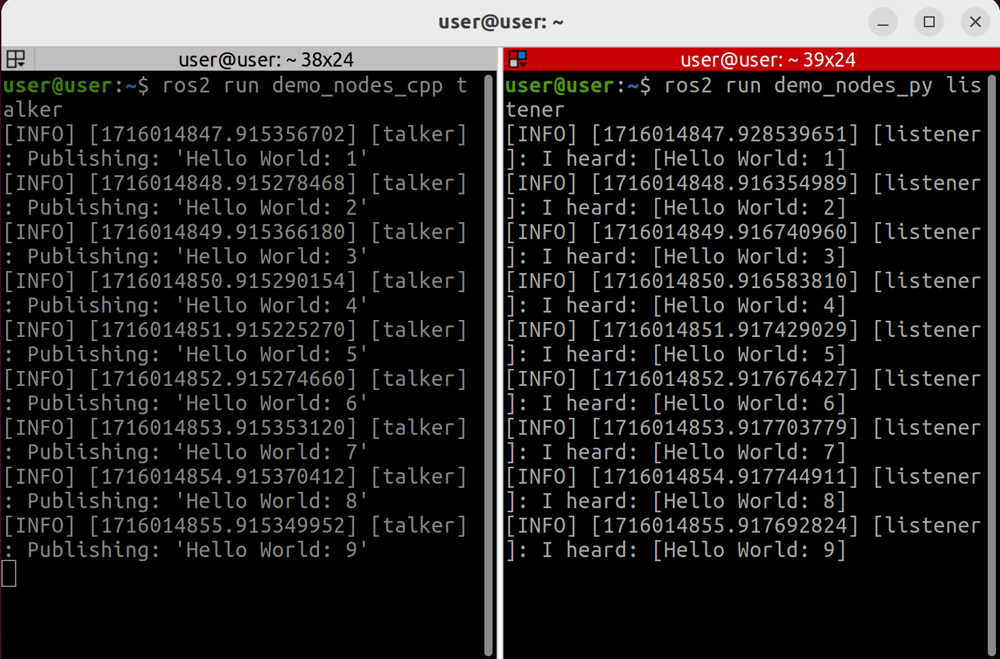 user@user: ~
user@user: ~ 38x24
user@user:~$ ros2 run demo_nodes_cpp t
alker
[INFO] [1716014847.915356702] [talker]
: Publishing: 'Hello World: 1'
[INFO] [1716014848.915278468] [talker]
: Publishing: 'Hello World: 2'
[INFO] [1716014849.915366180] [talker]
: Publishing: 'Hello World: 3'
[INFO] [1716014850.915290154] [talker]
: Publishing: 'Hello World: 4'
[INFO] [1716014851.915225270] [talker]
: Publishing: 'Hello World: 5'
[INFO] [1716014852.915274660] [talker]
: Publishing: 'Hello World: 6'
[INFO] [1716014853.915353120] [talker]
: Publishing: 'Hello World: 7'
[INFO] [1716014854.915370412] [talker]
: Publishing: 'Hello World: 8'
[INFO] [1716014855.915349952] [talker]
: Publishing: 'Hello World: 9'
user@user: ~ 39x24
user@user:~$ ros2 run demo_nodes_py lis
tener
[INFO] [1716014847.928539651] [listener
]: I heard: [Hello World: 1]
[INFO] [1716014848.916354989] [listener
]: I heard: [Hello World: 2]
[INFO] [1716014849.916740960] [listener
]: I heard: [Hello World: 3]
[INFO] [1716014850.916583810] [listener
]: I heard: [Hello World: 4]
[INFO] [1716014851.917429029] [listener
]: I heard: [Hello World: 5]
[INFO] [1716014852.917676427] [listener
]: I heard: [Hello World: 6]
[INFO] [1716014853.917703779] [listener
]: I heard: [Hello World: 7]
[INFO] [1716014854.917744911] [listener
]: I heard: [Hello World: 8]
[INFO] [1716014855.917692824] [listener
]: I heard: [Hello World: 9]